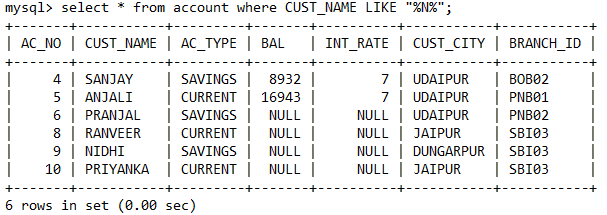 mysql> select * from account where CUST_NAME LIKE "%N%";
+-------+-----------+---------+-------+----------+-----------+-----------+
| AC_NO | CUST_NAME | AC_TYPE | BAL   | INT_RATE | CUST_CITY | BRANCH_ID |
+-------+-----------+---------+-------+----------+-----------+-----------+
|     4 | SANJAY    | SAVINGS |  8932 |        7 | UDAIPUR   | BOB02     |
|     5 | ANJALI    | CURRENT | 16943 |        7 | UDAIPUR   | PNB01     |
|     6 | PRANJAL   | SAVINGS |  NULL |     NULL | UDAIPUR   | PNB02     |
|     8 | RANVEER   | CURRENT |  NULL |     NULL | JAIPUR    | SBI03     |
|     9 | NIDHI     | SAVINGS |  NULL |     NULL | DUNGARPUR | SBI03     |
|    10 | PRIYANKA  | CURRENT |  NULL |     NULL | JAIPUR    | SBI03     |
+-------+-----------+---------+-------+----------+-----------+-----------+
6 rows in set (0.00 sec)